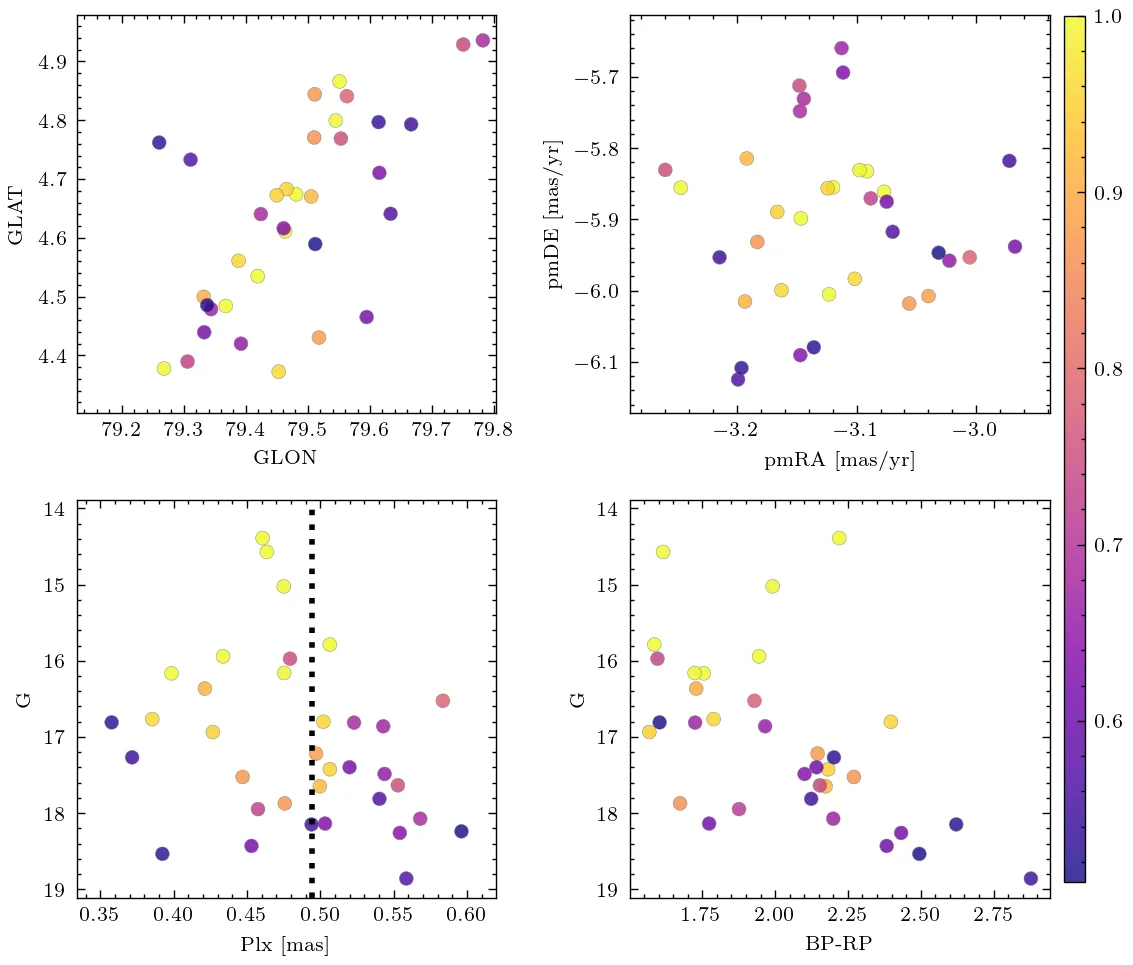 4.9
4.8
4.7
4.6
4.5
4.4
GLAT
79.2 79.3 79.4 79.5 79.6 79.7 79.8
GLON
−5.7
−5.8
−5.9
−6.0
−6.1
pmDE [mas/yr]
−3.2 −3.1 −3.0
pmRA [mas/yr]
1.0
0.9
0.8
0.7
0.6
14
15
16
17
18
19
G
0.35 0.40 0.45 0.50 0.55 0.60
Plx [mas]
14
15
16
17
18
19
G
1.75 2.00 2.25 2.50 2.75
BP-RP